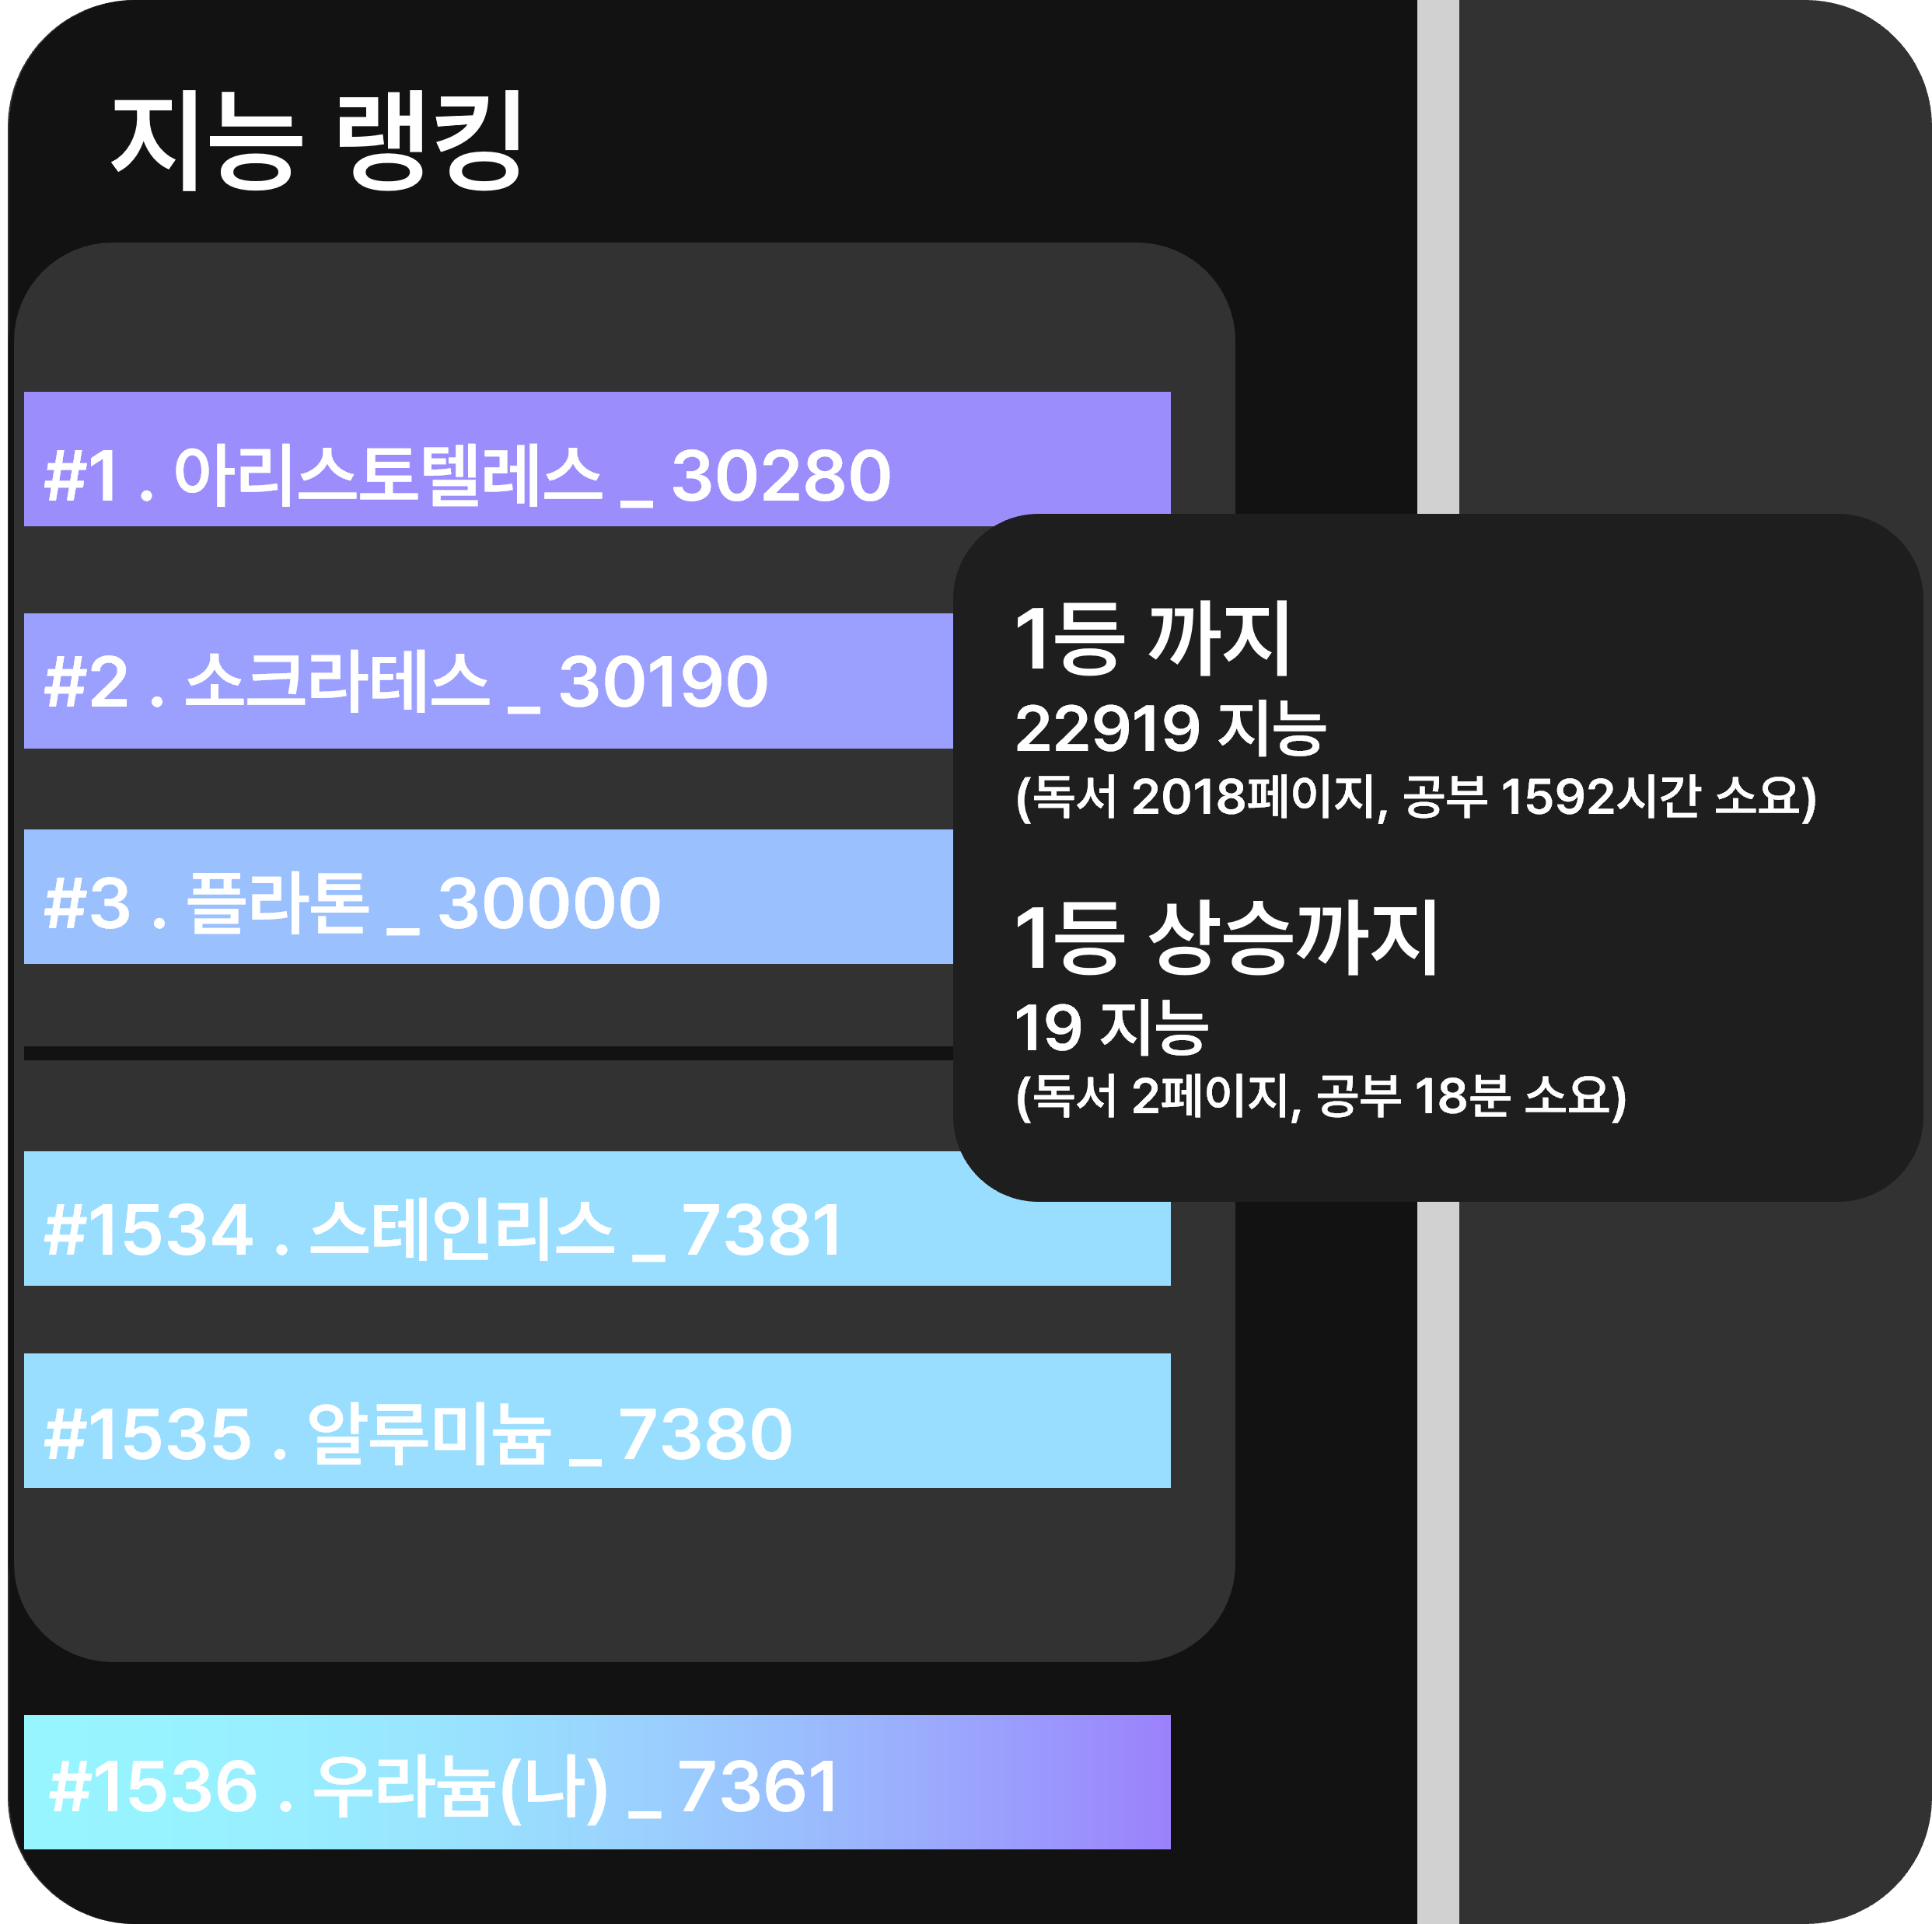 지능 랭킹
#1 . 아리스토텔레스 _ 30280
#2 . 소크라테스 _ 30190
#3 . 플라톤 _ 30000
1등 까지
22919 지능
(독서 2018페이지, 공부 1592시간 소요)
1등 상승까지
19 지능
(독서 2페이지, 공부 18분 소요)
#1534 . 스테인리스 _ 7381
#1535 . 알루미늄 _ 7380
#1536 . 우라늄(나) _ 7361